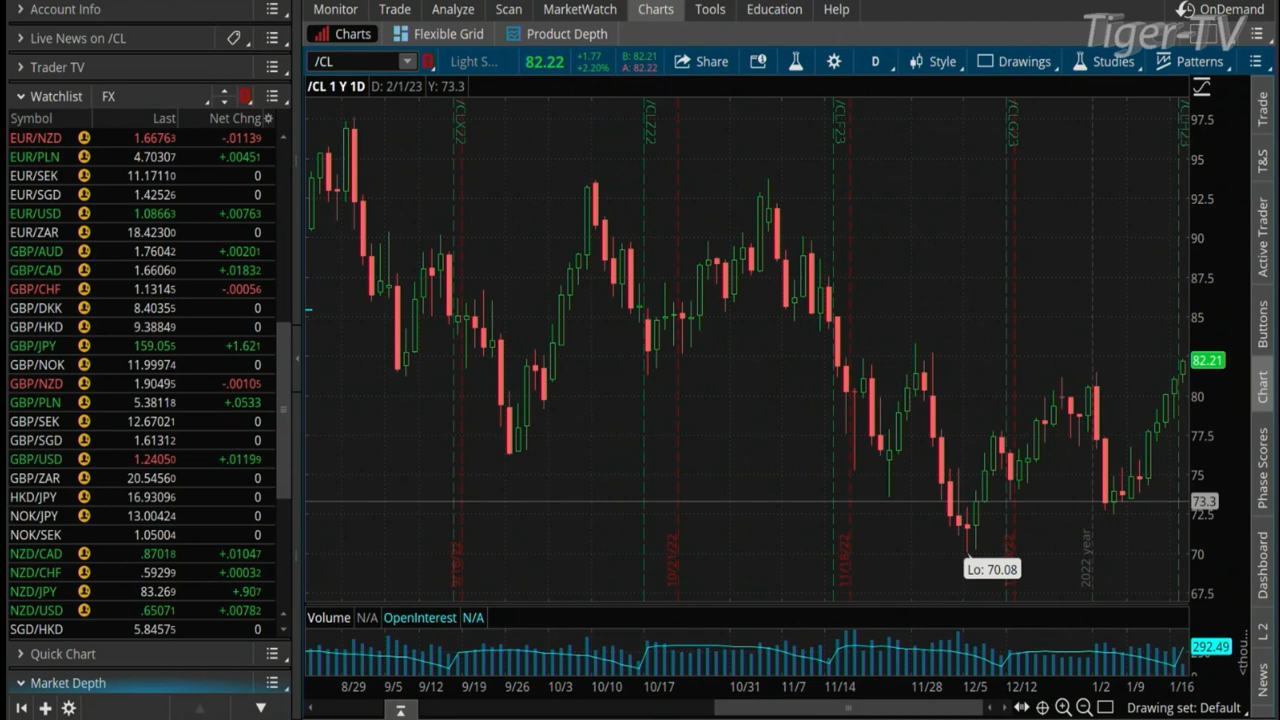 Account Info
Live News on /CL
Trader TV
Watchlist FX
Symbol Last Net Chng
EUR/NZD 1.66763 -.01139
EUR/PLN 4.70307 +.00451
EUR/SEK 11.17110 0
EUR/SGD 1.42526 0
EUR/USD 1.08663 +.00763
EUR/ZAR 18.42300 0
GBP/AUD 1.76042 +.00201
GBP/CAD 1.66060 +.01832
GBP/CHF 1.13145 -.00056
GBP/DKK 8.40355 0
GBP/HKD 9.38849 0
GBP/JPY 159.055 +1.621
GBP/NOK 11.99974 0
GBP/NZD 1.90495 -.00105
GBP/PLN 5.38118 +.0533
GBP/SEK 12.67021 0
GBP/SGD 1.61312 0
GBP/USD 1.24050 +.01199
GBP/ZAR 20.54560 0
HKD/JPY 16.93096 0
NOK/JPY 13.00424 0
NOK/SEK 1.05004 0
NZD/CAD .87018 +.01047
NZD/CHF .59299 +.00032
NZD/JPY 83.269 +.907
NZD/USD .65071 +.00782
SGD/HKD 5.84575 0
Quick Chart
Market Depth
Monitor Trade Analyze Scan MarketWatch Charts Tools Education Help
OnDemand
Tiger-TV
Charts Flexible Grid Product Depth
/CL Light S... 82.22 +1.77 +2.20% B: 82.21 A: 82.22 Share D Style Drawings Studies Patterns
/CL 1 Y 1D D: 2/1/23 Y: 73.3
/CLX22 /CLZ22 /CLF23 /CLG23
97.5
95
92.5
90
87.5
85
82.21
80
77.5
75
73.3
72.5
70
67.5
10/21/22 11/18/22 2022 year
Lo: 70.08
Volume N/A OpenInterest N/A
292.49
8/29 9/5 9/12 9/19 9/26 10/3 10/10 10/17 10/31 11/7 11/14 11/28 12/5 12/12 1/2 1/9 1/16
Drawing set: Default
Trade
T&S
Active Trader
Buttons
Chart
Phase Scores
Dashboard
L 2
News